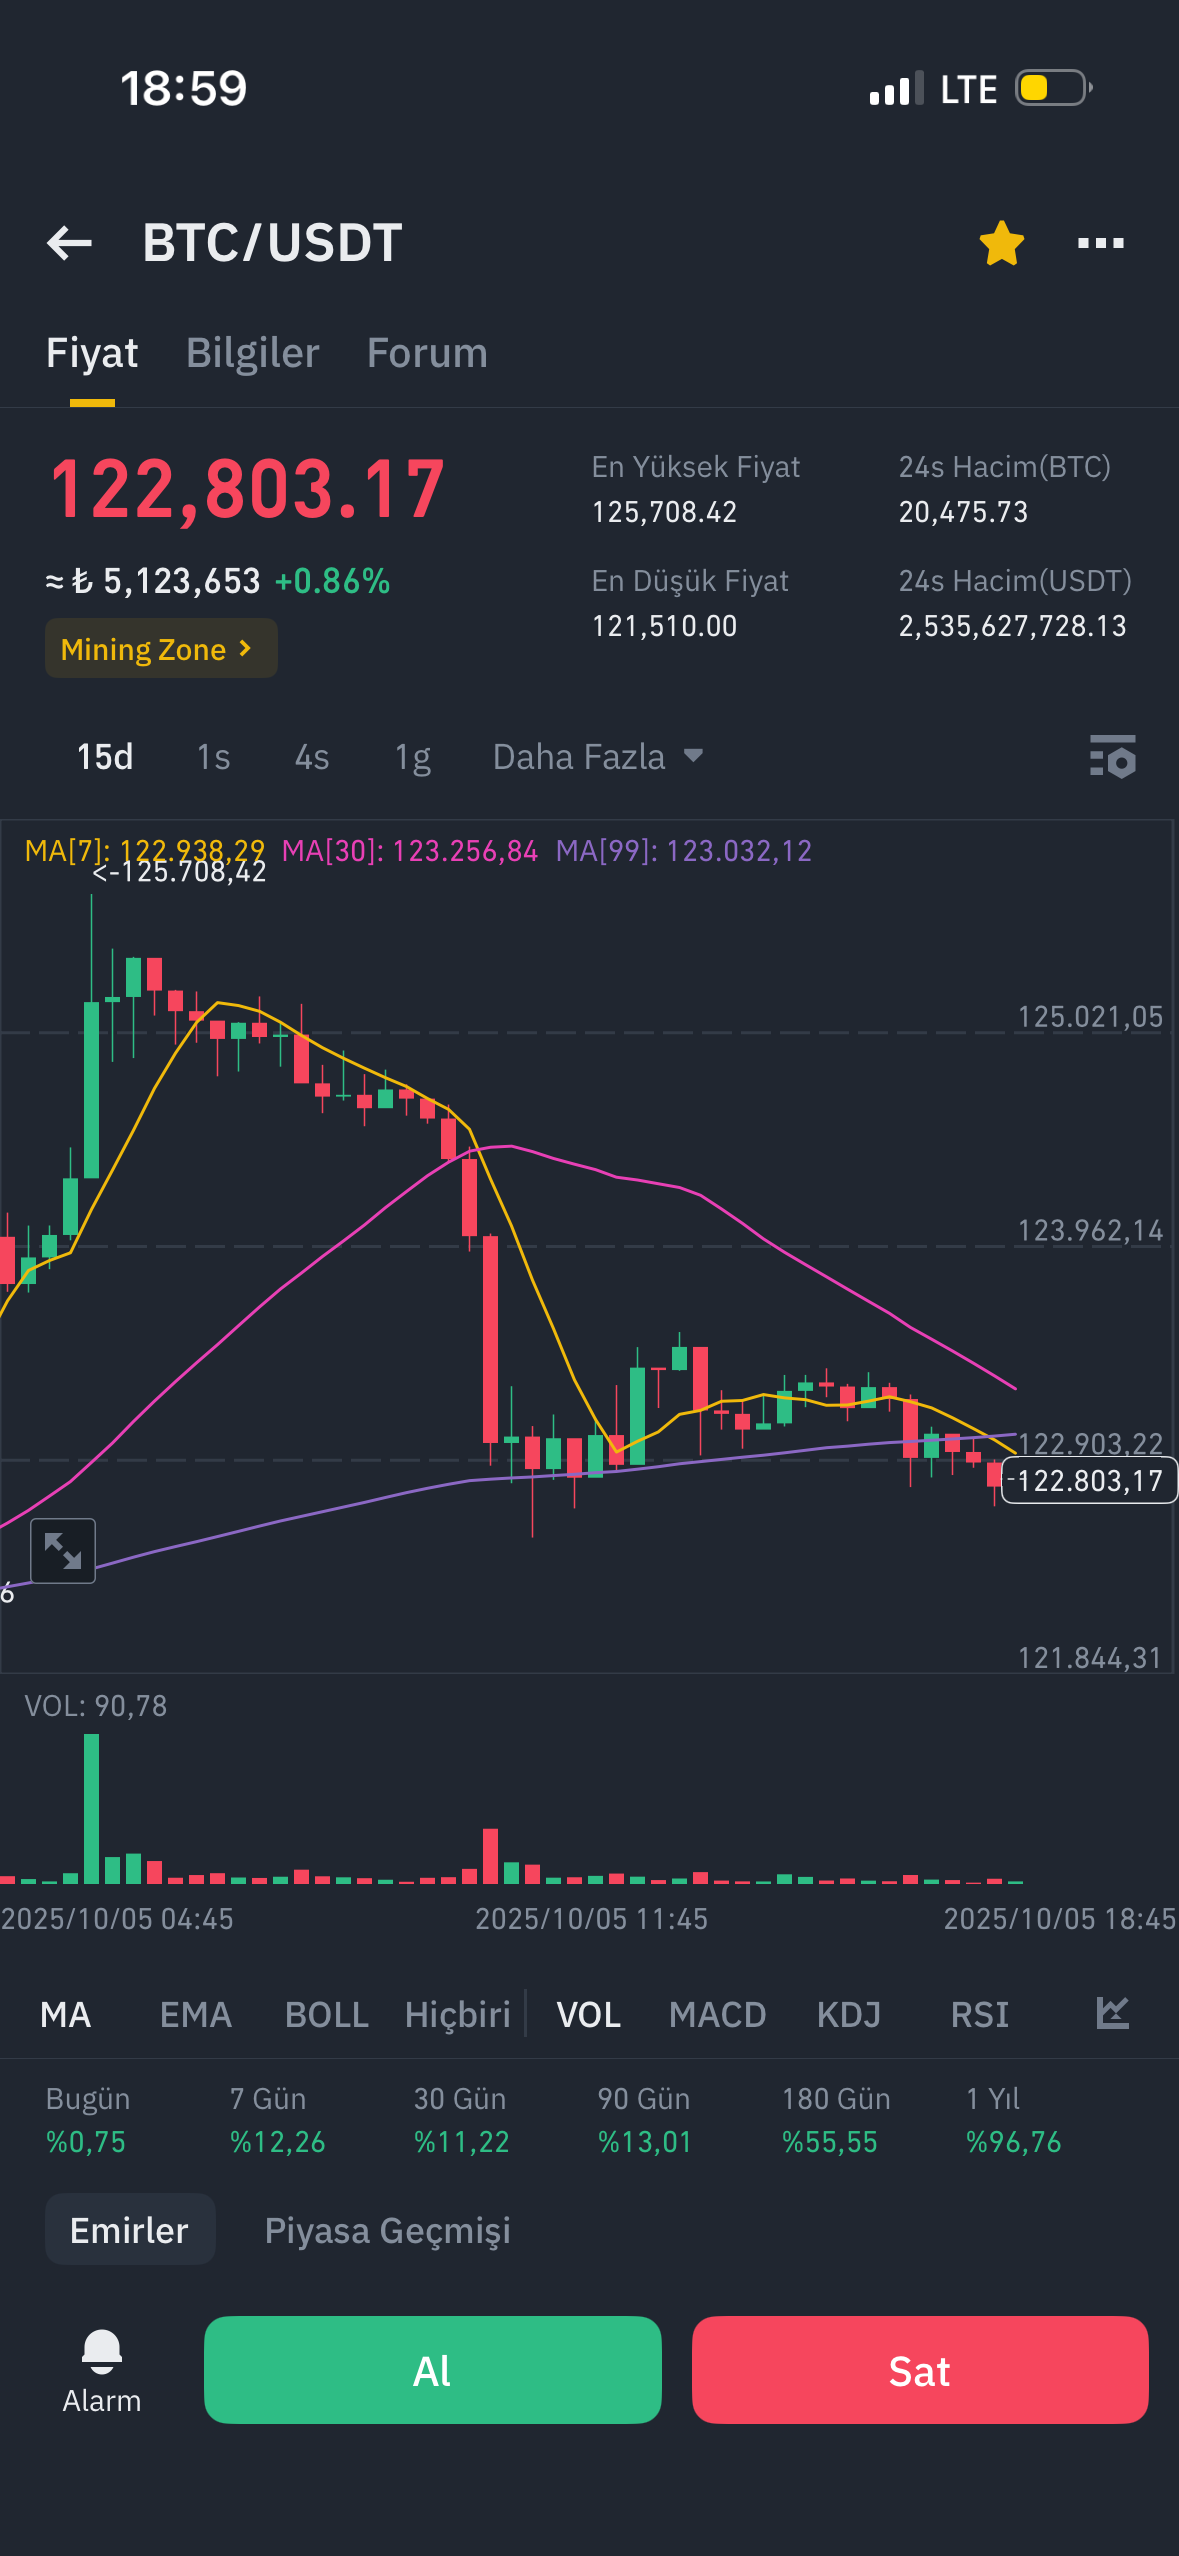 18:59 LTE
BTC/USDT
Fiyat Bilgiler Forum
122,803.17
≈ ₺ 5,123,653 +0.86%
Mining Zone
En Yüksek Fiyat
125,708.42
24s Hacim(BTC)
20,475.73
En Düşük Fiyat
121,510.00
24s Hacim(USDT)
2,535,627,728.13
15d 1s 4s 1g Daha Fazla
MA[7]: 122.938,29 MA[30]: 123.256,84 MA[99]: 123.032,12
<-125.708,42
125.021,05
123.962,14
122.903,22
122.803,17
6
121.844,31
VOL: 90,78
2025/10/05 04:45 2025/10/05 11:45 2025/10/05 18:45
MA EMA BOLL Hiçbiri VOL MACD KDJ RSI
Bugün 7 Gün 30 Gün 90 Gün 180 Gün 1 Yıl
%0,75 %12,26 %11,22 %13,01 %55,55 %96,76
Emirler Piyasa Geçmişi
Alarm Al Sat